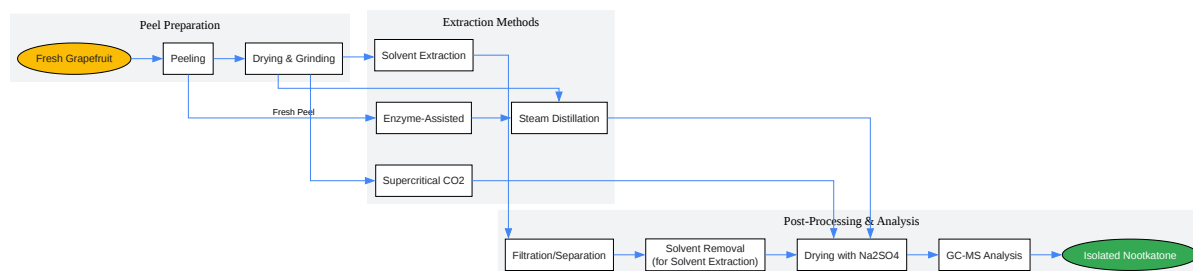 Peel Preparation
Fresh Grapefruit
Peeling
Drying & Grinding
Fresh Peel
Extraction Methods
Solvent Extraction
Enzyme-Assisted
Steam Distillation
Supercritical CO2
Post-Processing & Analysis
Filtration/Separation
Solvent Removal
(for Solvent Extraction)
Drying with Na2SO4
GC-MS Analysis
Isolated Nootkatone